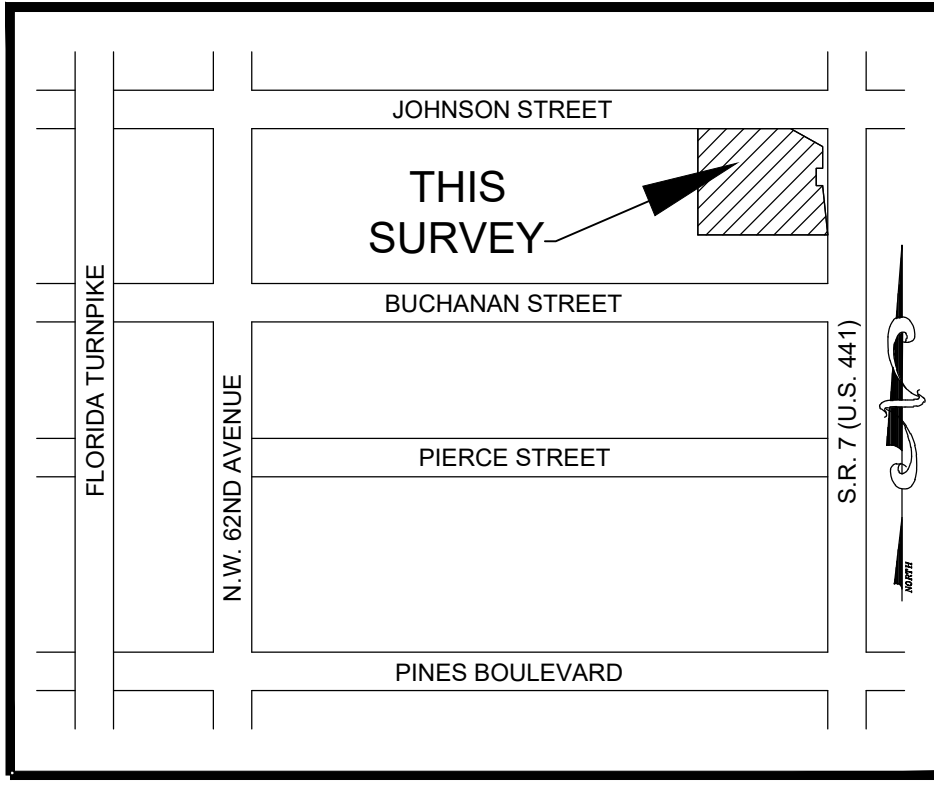 JOHNSON STREET
THIS
SURVEY
BUCHANAN STREET
FLORIDA TURNPIKE
N.W. 62ND AVENUE
S.R. 7 (U.S. 441)
PIERCE STREET
NORTH
PINES BOULEVARD